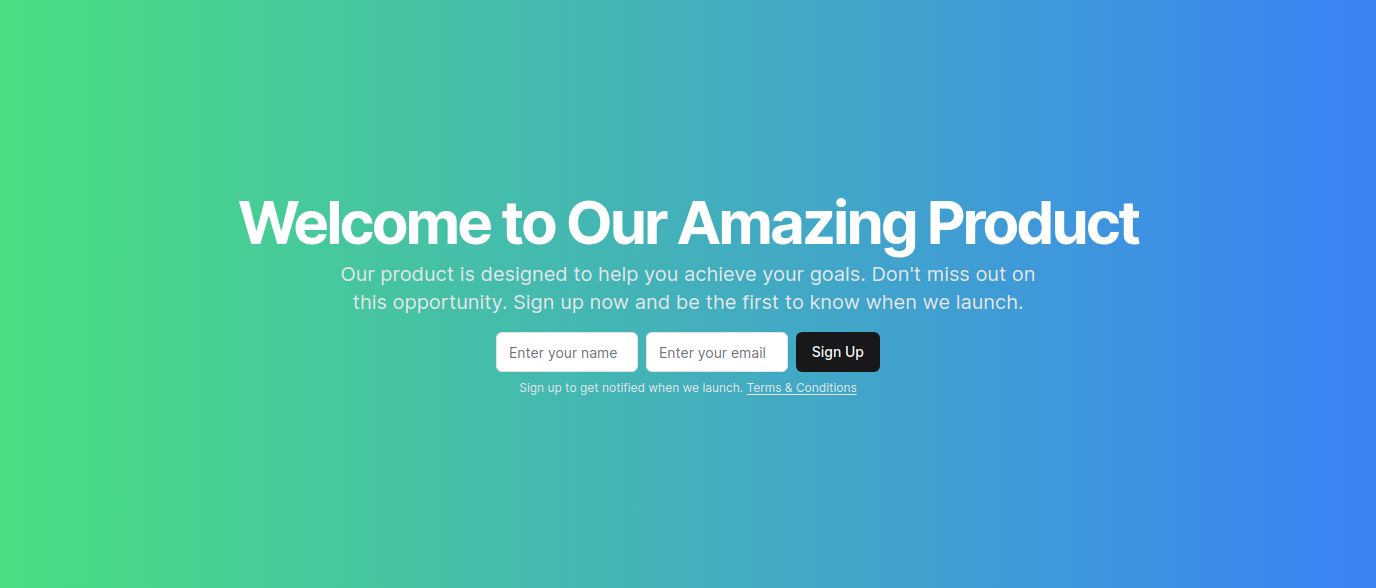 Welcome to Our Amazing Product
Our product is designed to help you achieve your goals. Don't miss out on
this opportunity. Sign up now and be the first to know when we launch.
Enter your name Enter your email Sign Up
Sign up to get notified when we launch. Terms & Conditions